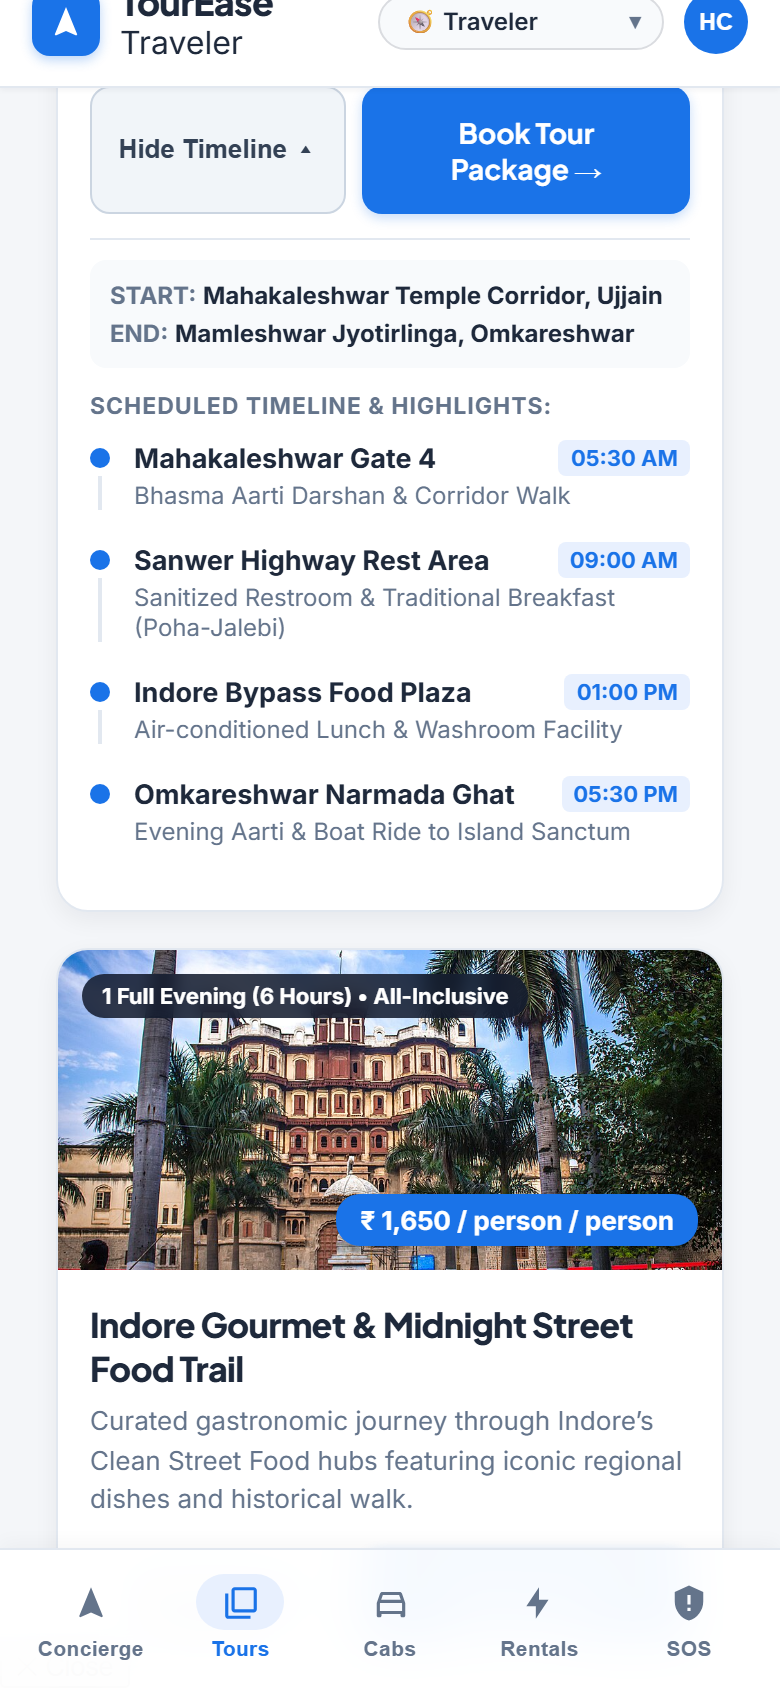 TourEase
Traveler
Traveler
HC
Hide Timeline
Book Tour
Package→
START: Mahakaleshwar Temple Corridor, Ujjain
END: Mamleshwar Jyotirlinga, Omkareshwar
SCHEDULED TIMELINE & HIGHLIGHTS:
Mahakaleshwar Gate 4 05:30 AM
Bhasma Aarti Darshan & Corridor Walk
Sanwer Highway Rest Area 09:00 AM
Sanitized Restroom & Traditional Breakfast
(Poha-Jalebi)
Indore Bypass Food Plaza 01:00 PM
Air-conditioned Lunch & Washroom Facility
Omkareshwar Narmada Ghat 05:30 PM
Evening Aarti & Boat Ride to Island Sanctum
1 Full Evening (6 Hours) • All-Inclusive
₹ 1,650 / person / person
Indore Gourmet & Midnight Street
Food Trail
Curated gastronomic journey through Indore’s
Clean Street Food hubs featuring iconic regional
dishes and historical walk.
Concierge
Tours
Cabs
Rentals
SOS